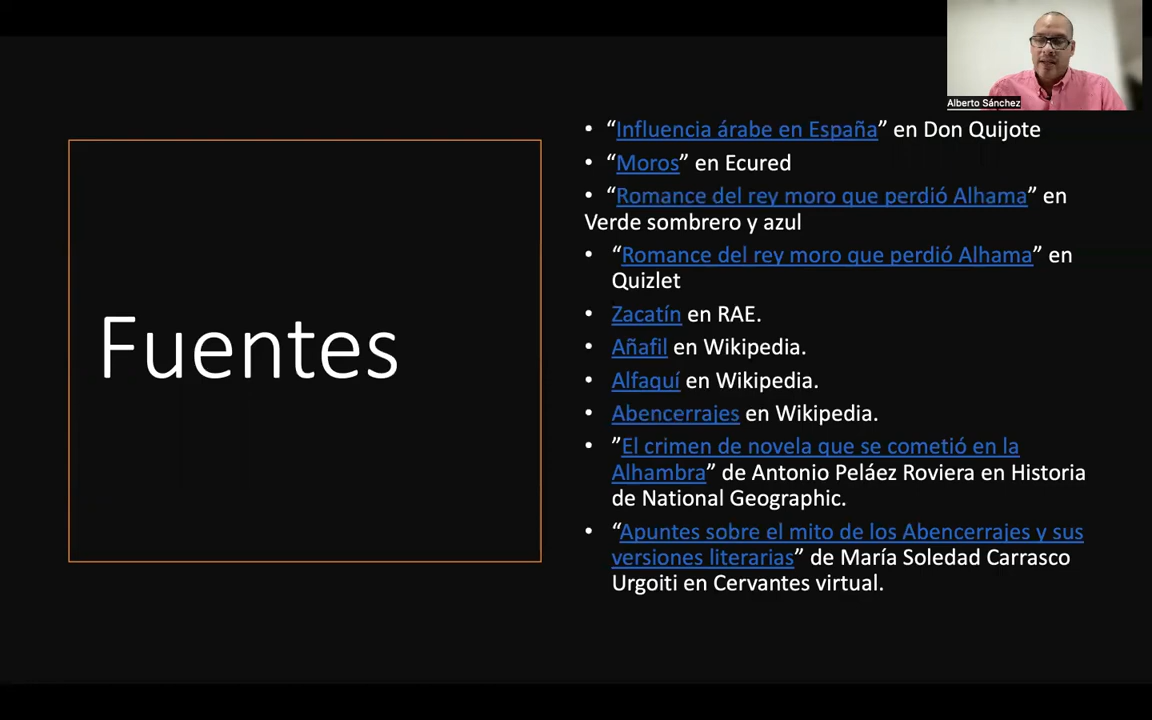 Alberto Sánchez
Fuentes
• “Influencia árabe en España” en Don Quijote
• “Moros” en Ecured
• “Romance del rey moro que perdió Alhama” en
Verde sombrero y azul
• “Romance del rey moro que perdió Alhama” en
Quizlet
• Zacatín en RAE.
• Añafil en Wikipedia.
• Alfaquí en Wikipedia.
• Abencerrajes en Wikipedia.
• ”El crimen de novela que se cometió en la
Alhambra” de Antonio Peláez Roviera en Historia
de National Geographic.
• “Apuntes sobre el mito de los Abencerrajes y sus
versiones literarias” de María Soledad Carrasco
Urgoiti en Cervantes virtual.